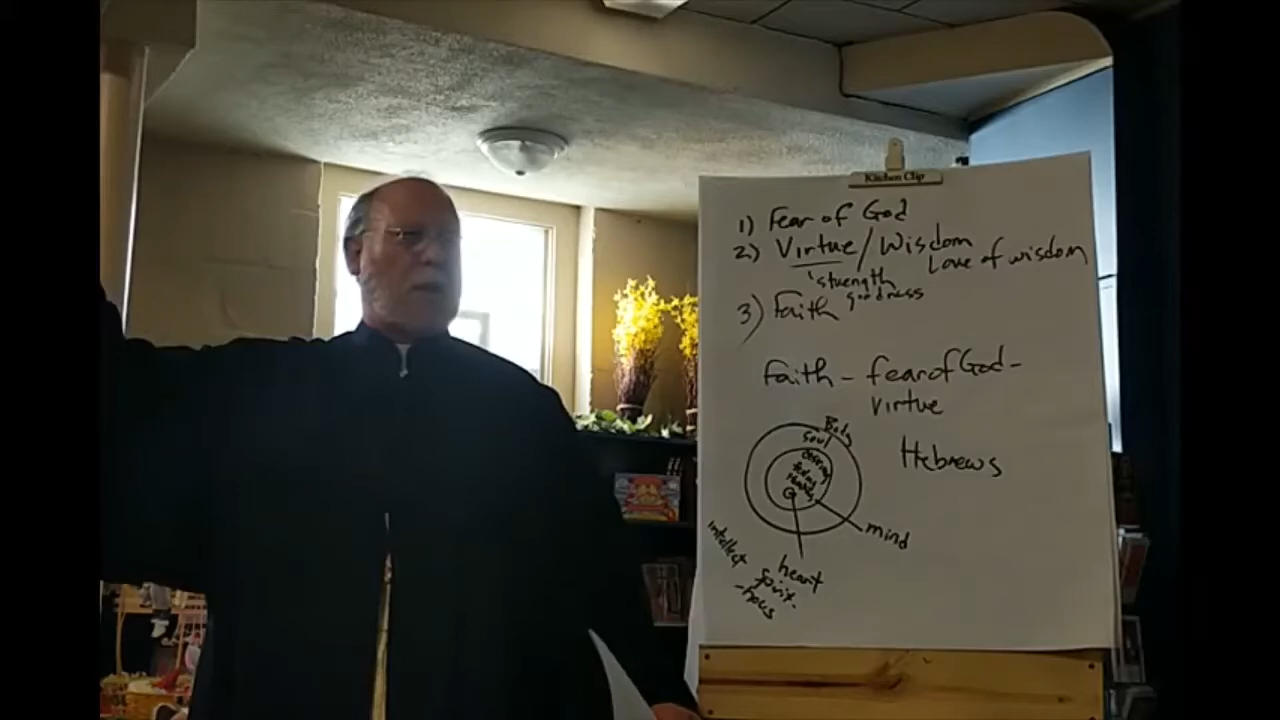 Kitchen Clip
1) Fear of God
2) Virtue / Wisdom
Love of wisdom
strength
goodness
3) Faith
Faith - fear of God -
virtue
Body
Soul
Hebrews
mind
intellect
heart
spirit.